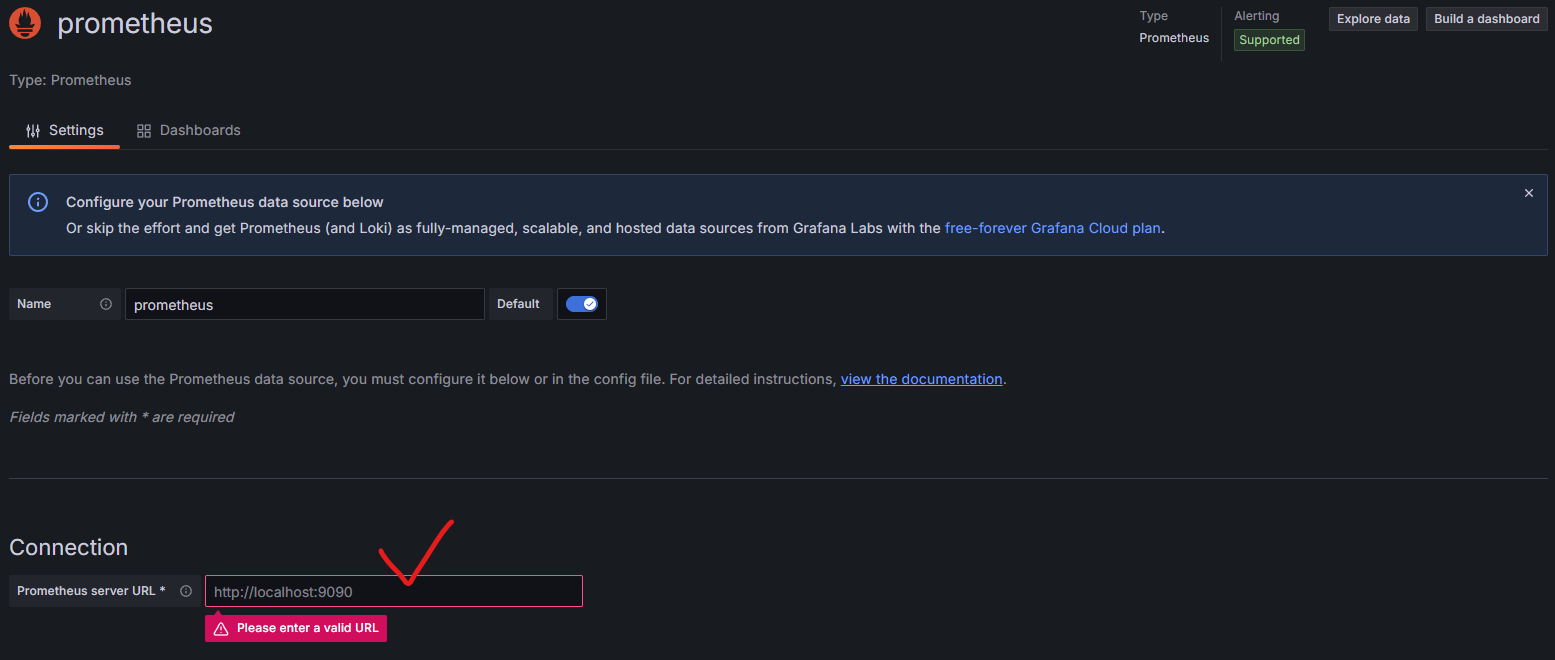 prometheus
Type
Prometheus
Alerting
Supported
Explore data
Build a dashboard
Type: Prometheus
Settings
Dashboards
Configure your Prometheus data source below
Or skip the effort and get Prometheus (and Loki) as fully-managed, scalable, and hosted data sources from Grafana Labs with the free-forever Grafana Cloud plan.
Name
prometheus
Default
Before you can use the Prometheus data source, you must configure it below or in the config file. For detailed instructions, view the documentation.
Fields marked with * are required
Connection
Prometheus server URL *
http://localhost:9090
Please enter a valid URL